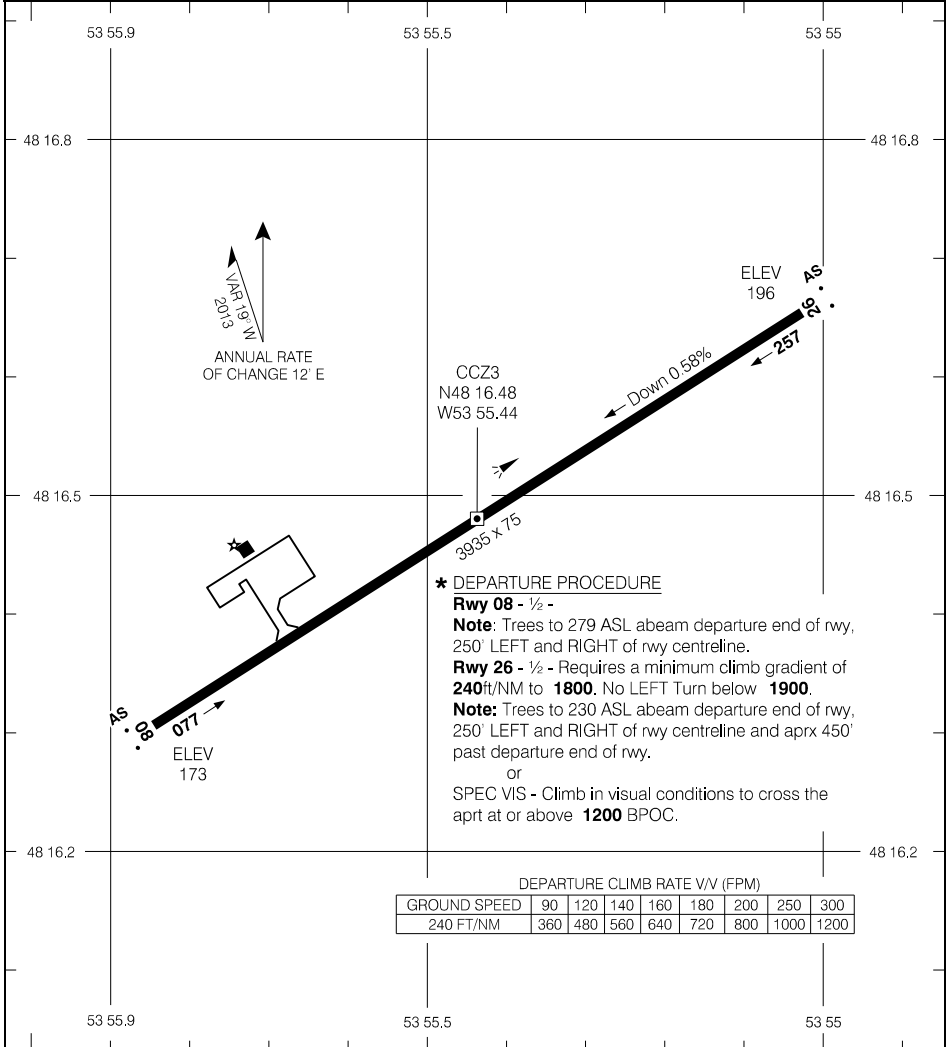 53 55.9
53 55.5
53 55
48 16.8
48 16.8
VAR 19° W
2013
ANNUAL RATE
OF CHANGE 12' E
ELEV
196
AS
26
257
Down 0.58%
CCZ3
N48 16.48
W53 55.44
48 16.5
48 16.5
3935 x 75
AS
08
077
ELEV
173
* DEPARTURE PROCEDURE
Rwy 08 - ½ -
Note: Trees to 279 ASL abeam departure end of rwy,
250' LEFT and RIGHT of rwy centreline.
Rwy 26 - ½ - Requires a minimum climb gradient of
240ft/NM to 1800. No LEFT Turn below 1900.
Note: Trees to 230 ASL abeam departure end of rwy,
250' LEFT and RIGHT of rwy centreline and aprx 450'
past departure end of rwy.
or
SPEC VIS - Climb in visual conditions to cross the
aprt at or above 1200 BPOC.
48 16.2
48 16.2
DEPARTURE CLIMB RATE V/V (FPM)
GROUND SPEED 90 120 140 160 180 200 250 300
240 FT/NM 360 480 560 640 720 800 1000 1200
53 55.9
53 55.5
53 55